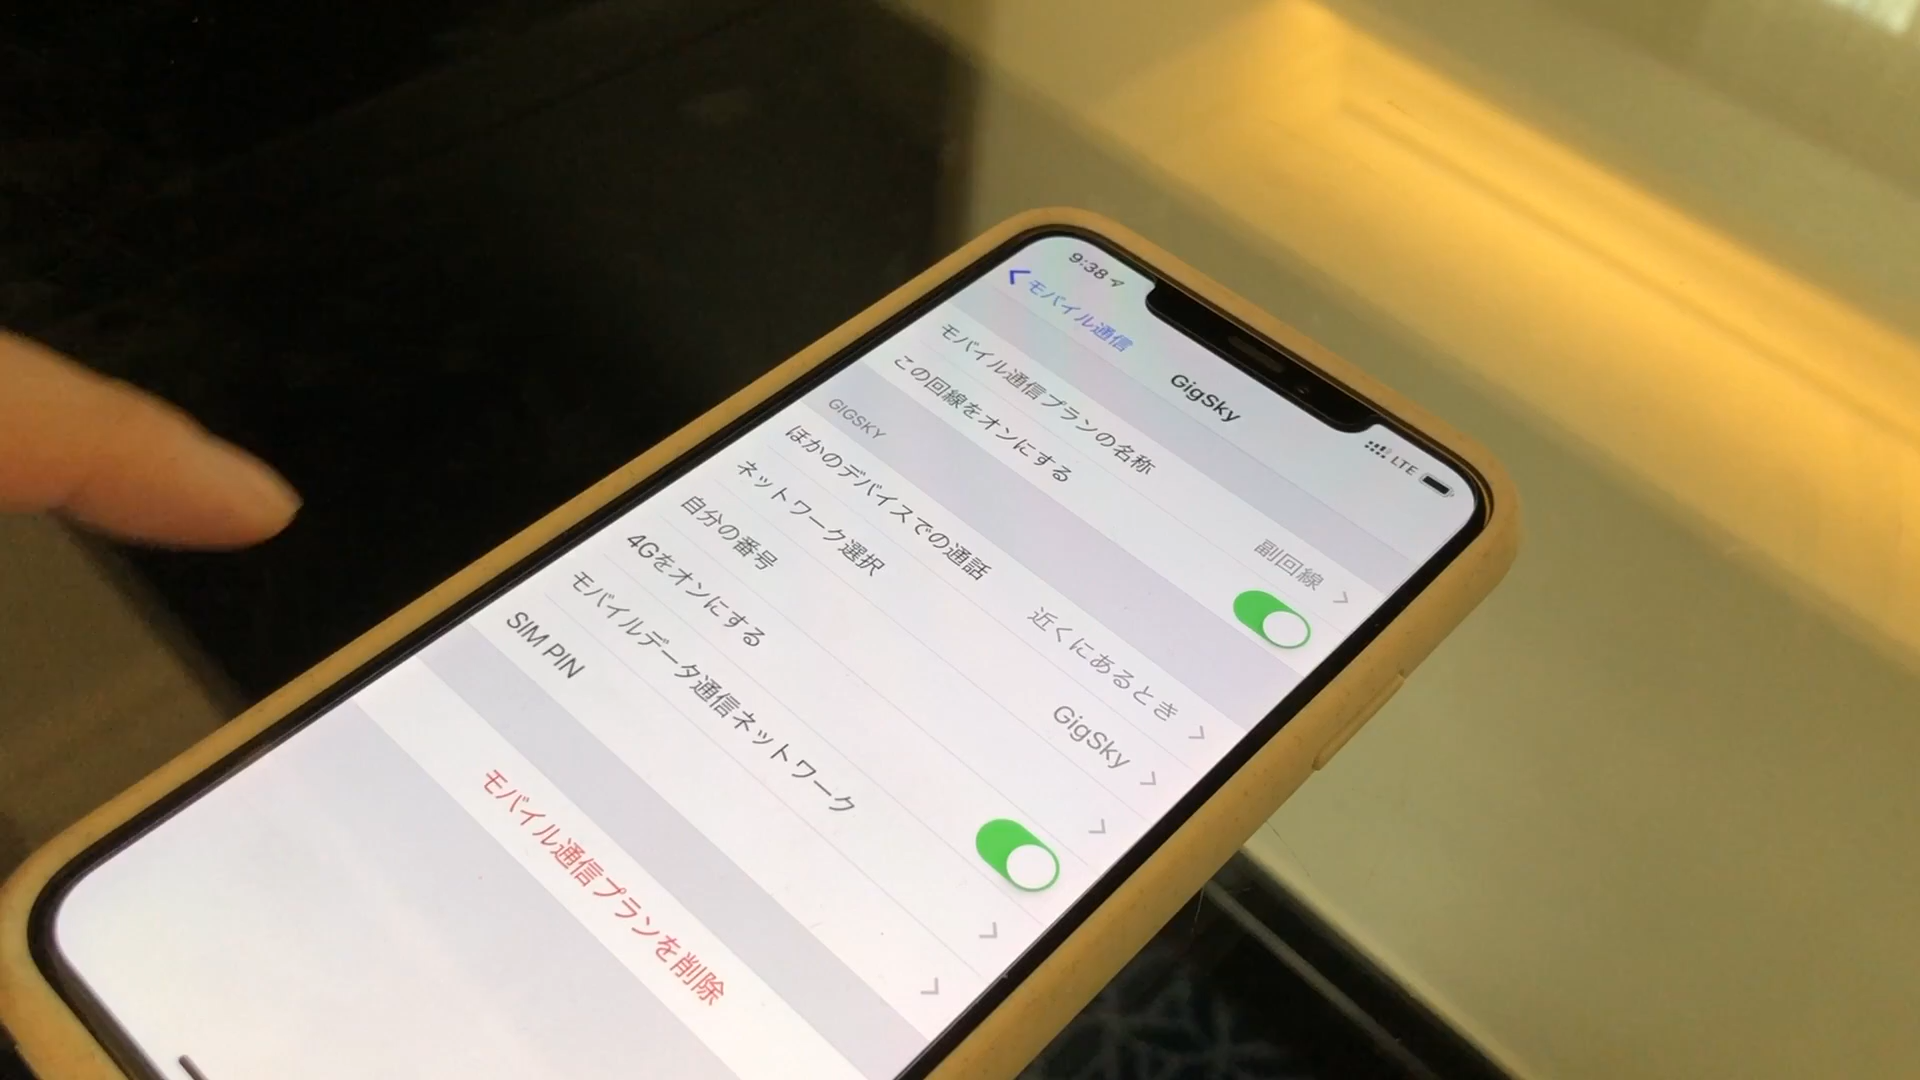 9:38
LTE
モバイル通信
GigSky
モバイル通信プランの名称 副回線
この回線をオンにする
GIGSKY
ほかのデバイスでの通話 近くにあるとき
ネットワーク選択 GigSky
自分の番号
4Gをオンにする
モバイルデータ通信ネットワーク
SIM PIN
モバイル通信プランを削除